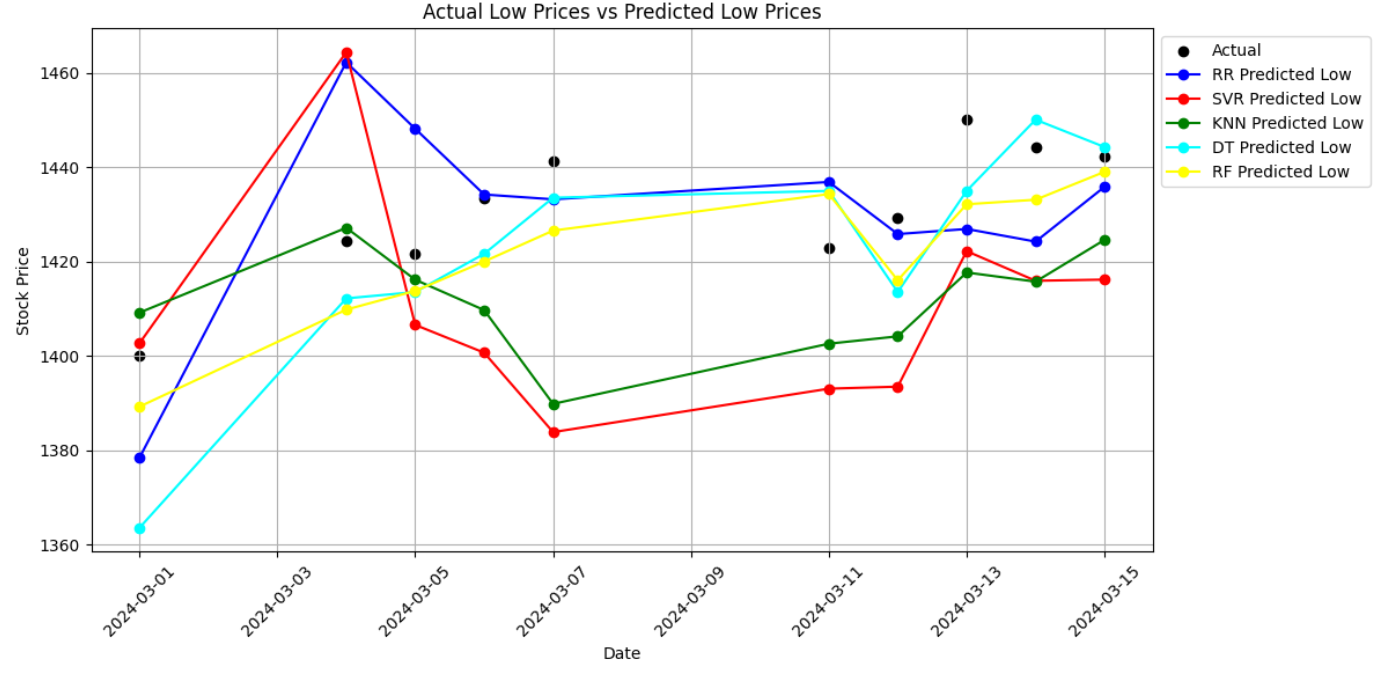 Actual Low Prices vs Predicted Low Prices
Actual
RR Predicted Low
SVR Predicted Low
KNN Predicted Low
DT Predicted Low
RF Predicted Low
Stock Price
1460
1440
1420
1400
1380
1360
2024-03-01
2024-03-03
2024-03-05
2024-03-07
2024-03-09
2024-03-11
2024-03-13
2024-03-15
Date